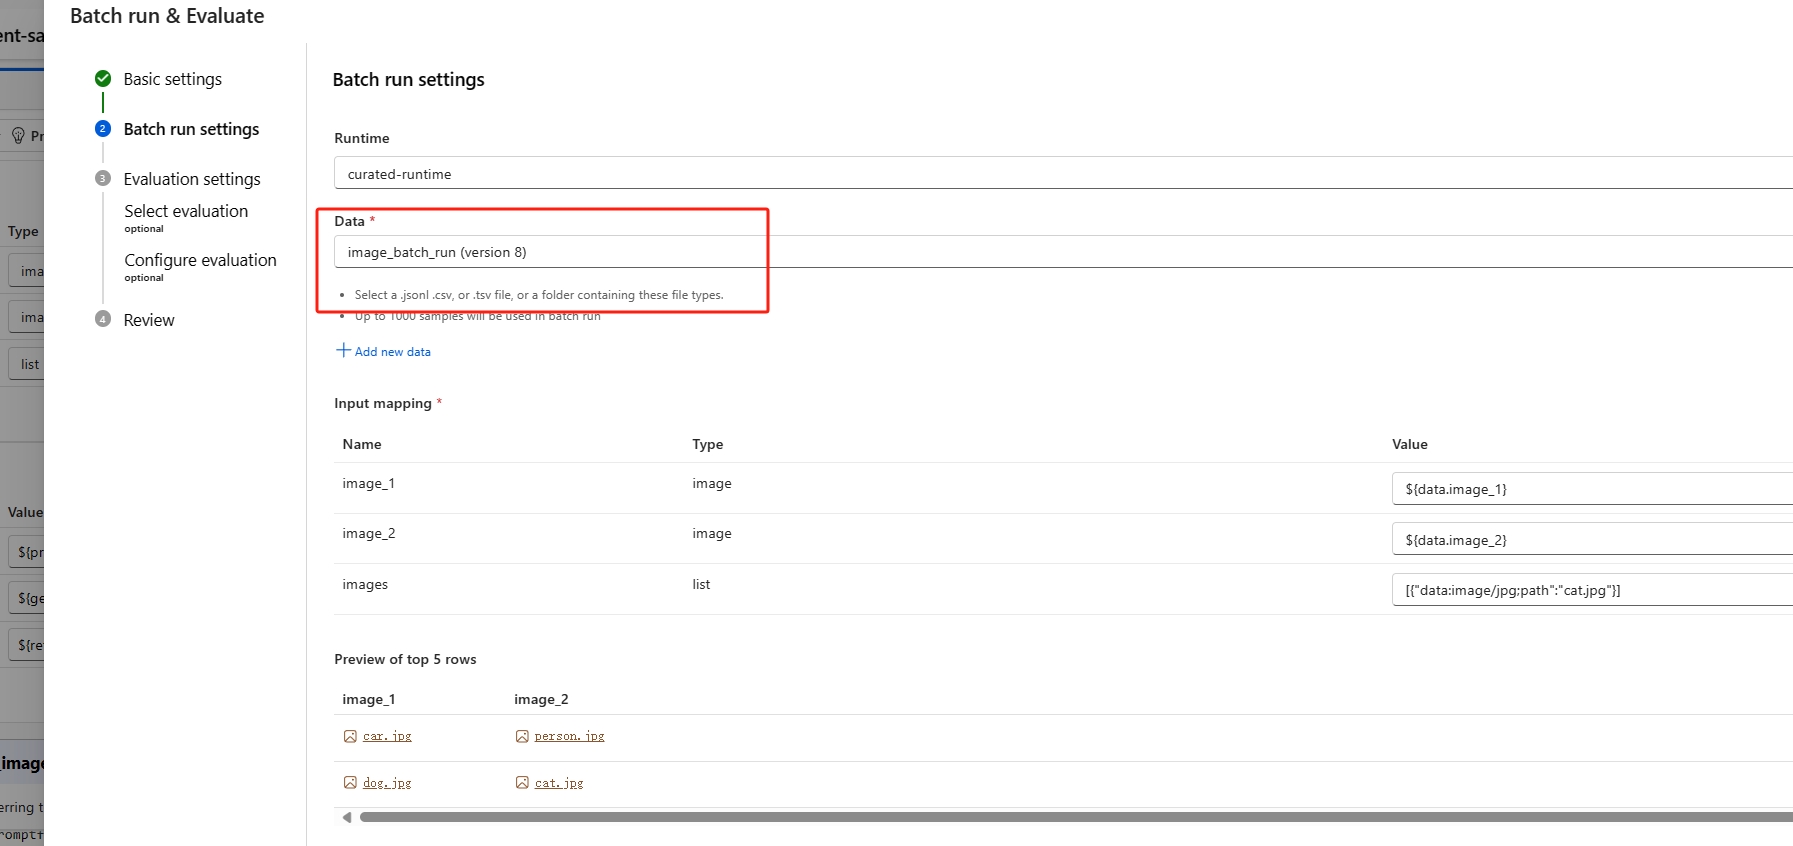 Batch run & Evaluate
ent-sa
Basic settings
Batch run settings
2
Batch run settings
Pr
Runtime
3
Evaluation settings
curated-runtime
Select evaluation
optional
Data *
Type
image_batch_run (version 8)
Configure evaluation
optional
ima
Select a .jsonl .csv, or .tsv file, or a folder containing these file types.
ima
4
Review
Up to 1000 samples will be used in batch run
Add new data
list
Input mapping *
Name Type Value
image_1 image ${data.image_1}
Value
image_2 image ${data.image_2}
${pr
images list [{"data:image/jpg;path":"cat.jpg"}]
${ge
${re
Preview of top 5 rows
image_1 image_2
car.jpg person.jpg
_image
dog.jpg cat.jpg
erring t
romptf